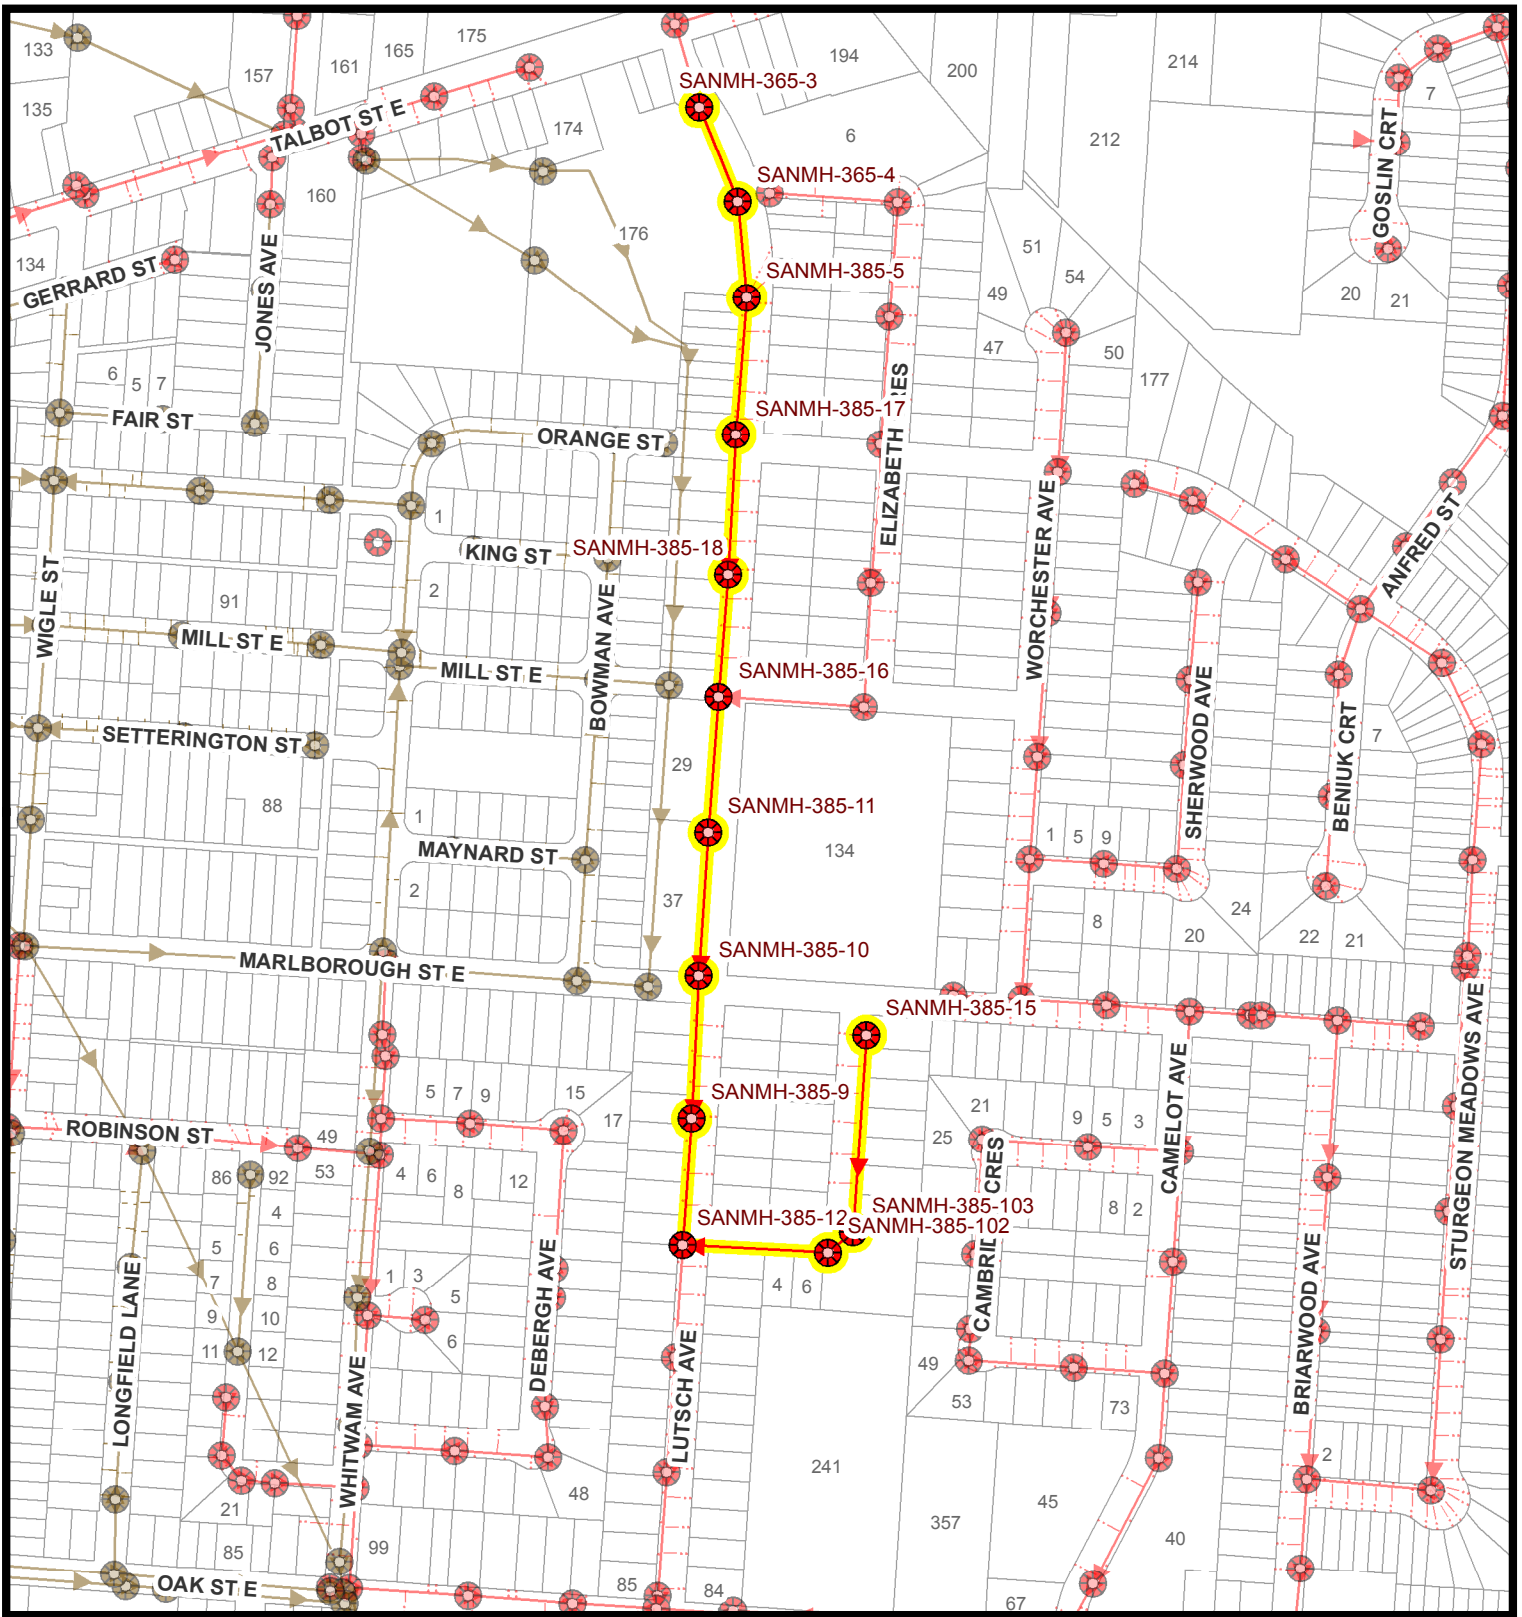 175
133
165
194
161
200
214
157
SANMH-365-3
7
135
TALBOT ST E
174
6
212
GOSLIN CRT
SANMH-365-4
160
176
51
134
GERRARD ST
JONES AVE
SANMH-385-5
54
49
20
21
47
50
6
5
7
177
FAIR ST
SANMH-385-17
ORANGE ST
ELIZABETH
RES
1
ANFRED ST
KING ST
SANMH-385-18
WIGLE ST
2
91
MILL ST E
MILL ST E
BOWMAN AVE
WORCHESTER AVE
SANMH-385-16
SHERWOOD AVE
SETTERINGTON ST
BENIUK CRT
7
29
88
1
SANMH-385-11
1
5
9
MAYNARD ST
134
2
37
24
8
20
22
21
SANMH-385-10
MARLBOROUGH ST E
SANMH-385-15
STURGEON MEADOWS AVE
CAMELOT AVE
5
7
9
15
SANMH-385-9
21
17
9
5
3
ROBINSON ST
49
25
86
92
53
4
6
8
12
CAMBRID
CRES
4
SANMH-385-103
8
2
SANMH-385-12
SANMH-385-102
5
6
7
8
1
3
5
4
6
9
10
6
11
12
LONGFIELD LANE
WHITWAM AVE
DEBERGH AVE
LUTSCH AVE
BRIARWOOD AVE
49
53
73
2
241
48
45
21
357
85
99
40
OAK ST E
85
84
67